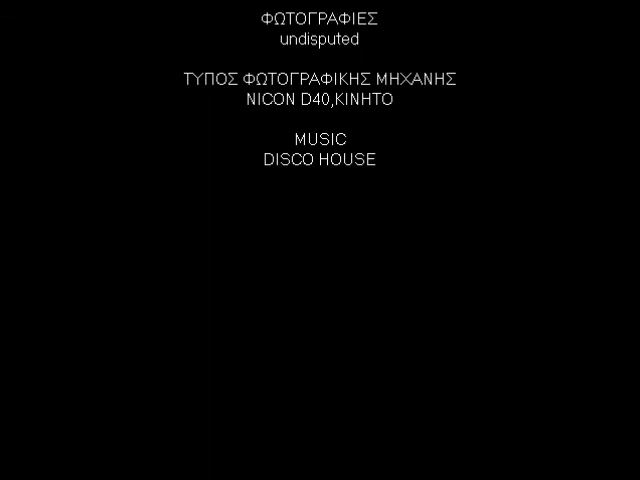 ΦΩΤΟΓΡΑΦΙΕΣ
undisputed
ΤΥΠΟΣ ΦΩΤΟΓΡΑΦΙΚΗΣ ΜΗΧΑΝΗΣ
NICON D40,ΚΙΝΗΤΟ
MUSIC
DISCO HOUSE